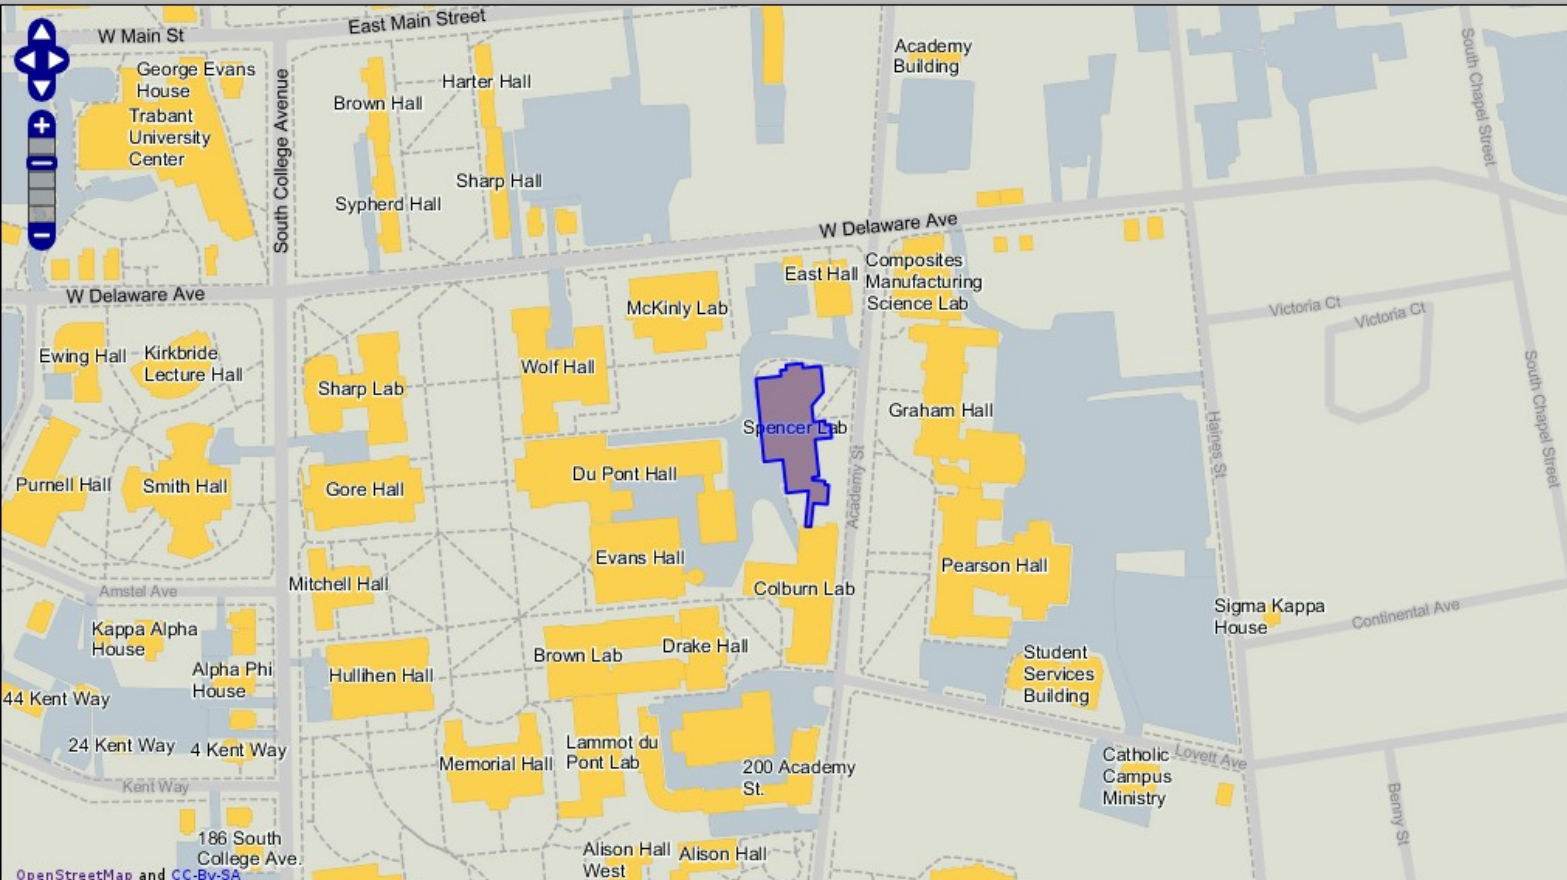 W Main St
East Main Street
George Evans
House
Trabant
University
Center
South College Avenue
Brown Hall
Harter Hall
Sharp Hall
Sypherd Hall
Academy
Building
South Chapel Street
W Delaware Ave
W Delaware Ave
East Hall
Composites
Manufacturing
Science Lab
McKinly Lab
Victoria Ct
Victoria Ct
Ewing Hall
Kirkbride
Lecture Hall
Sharp Lab
Wolf Hall
Spencer Lab
Graham Hall
Haines St
South Chapel Street
Purnell Hall
Smith Hall
Gore Hall
Du Pont Hall
Academy St
Evans Hall
Colburn Lab
Pearson Hall
Mitchell Hall
Amstel Ave
Kappa Alpha
House
Alpha Phi
House
Hullihen Hall
Brown Lab
Drake Hall
Student
Services
Building
Sigma Kappa
House
Continental Ave
44 Kent Way
24 Kent Way
4 Kent Way
Kent Way
Memorial Hall
Lammot du
Pont Lab
200 Academy
St.
Catholic
Campus
Ministry
Lovett Ave
Benny St
186 South
College Ave.
Alison Hall
West
Alison Hall
OpenStreetMap and CC-By-SA